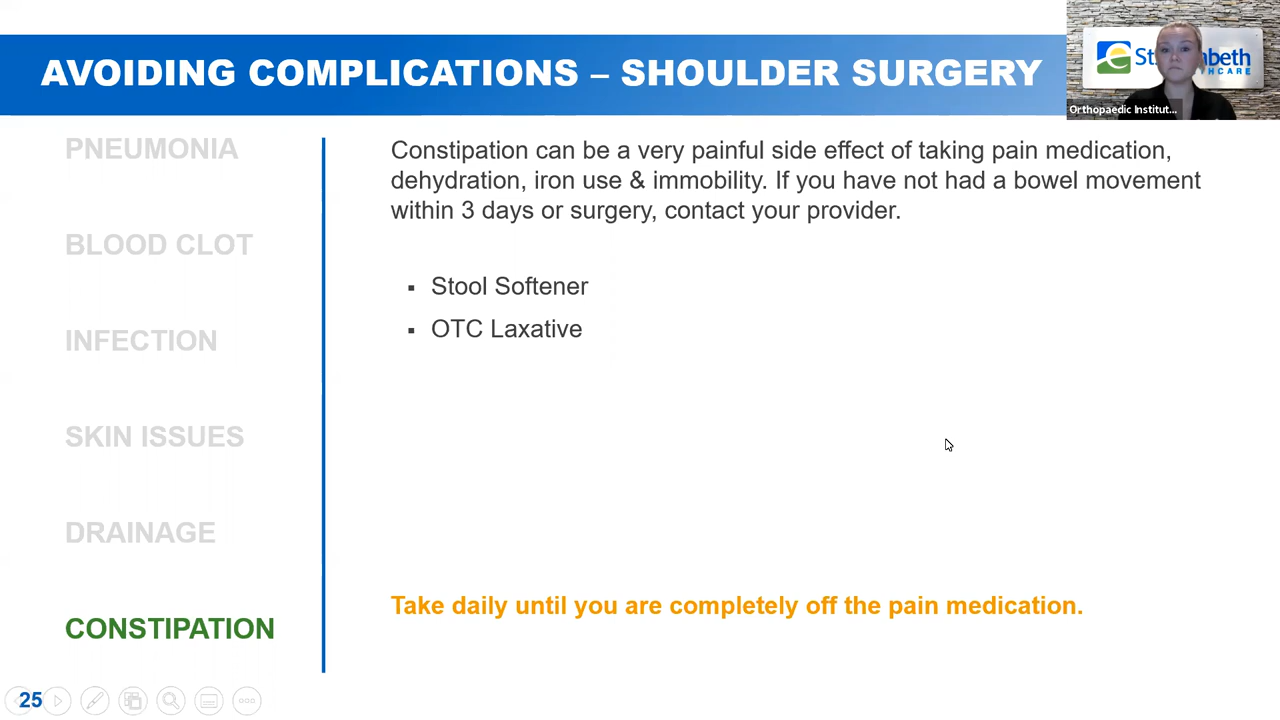 AVOIDING COMPLICATIONS – SHOULDER SURGERY
Orthopaedic Institut...
PNEUMONIA
BLOOD CLOT
INFECTION
SKIN ISSUES
DRAINAGE
CONSTIPATION
Constipation can be a very painful side effect of taking pain medication,
dehydration, iron use & immobility. If you have not had a bowel movement
within 3 days or surgery, contact your provider.
▪ Stool Softener
▪ OTC Laxative
Take daily until you are completely off the pain medication.
25